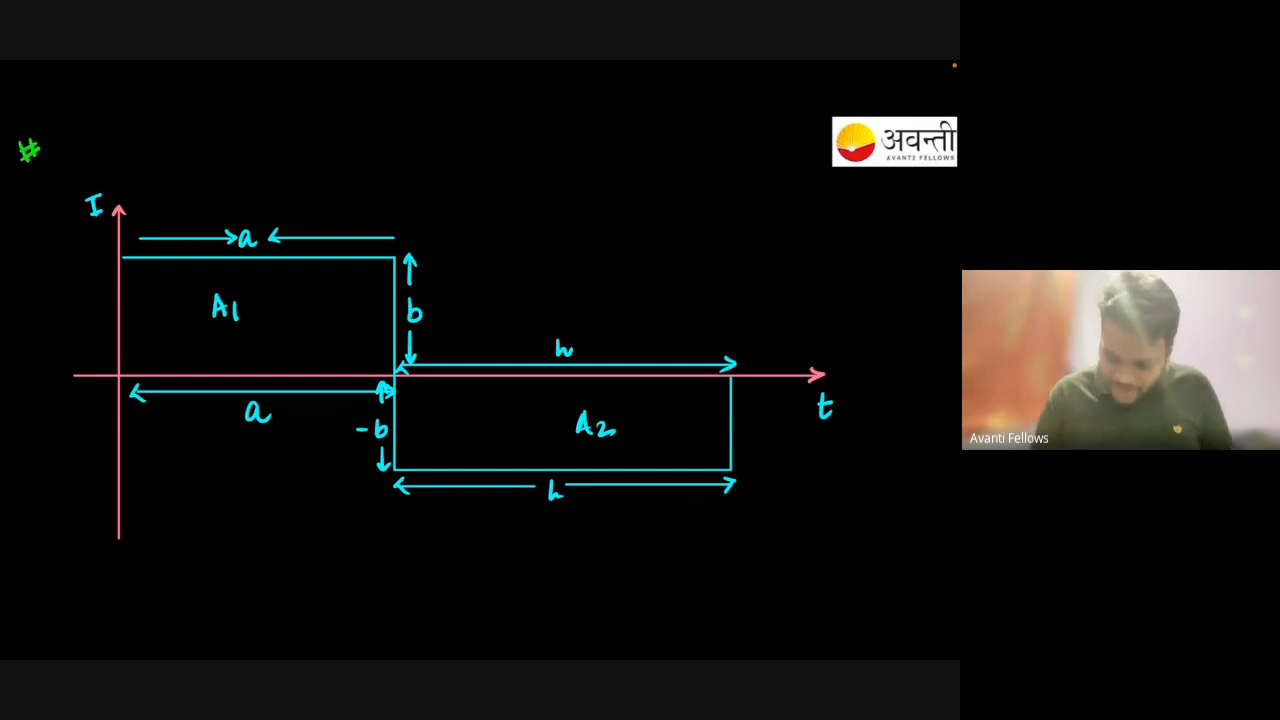 #
अवन्ती
AVANTI FELLOWS
I
a
A1
b
h
a
t
-b
A2
h
Avanti Fellows